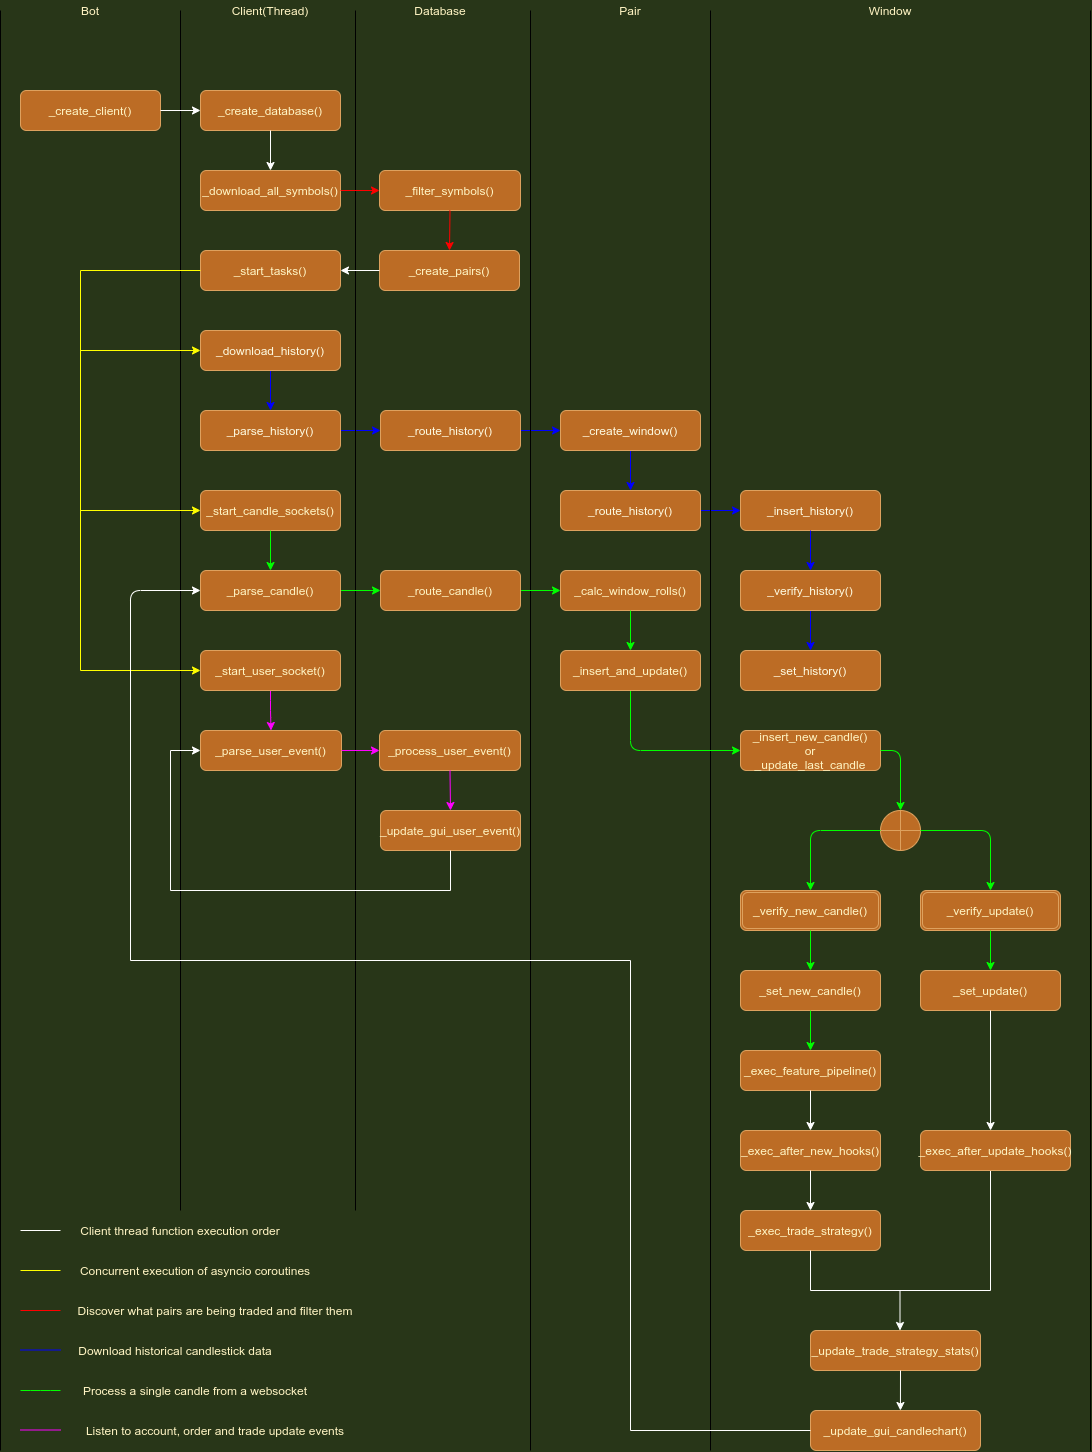 Bot
Client(Thread)
Database
Pair
Window
_create_client()
_create_database()
_download_all_symbols()
_filter_symbols()
_start_tasks()
_create_pairs()
_download_history()
_parse_history()
_route_history()
_create_window()
_start_candle_sockets()
_route_history()
_insert_history()
_parse_candle()
_route_candle()
_calc_window_rolls()
_verify_history()
_start_user_socket()
_insert_and_update()
_set_history()
_parse_user_event()
_process_user_event()
_insert_new_candle()
or
_update_last_candle
_update_gui_user_event()
_verify_new_candle()
_verify_update()
_set_new_candle()
_set_update()
_exec_feature_pipeline()
_exec_after_new_hooks()
_exec_after_update_hooks()
_exec_trade_strategy()
_update_trade_strategy_stats()
_update_gui_candlechart()
Client thread function execution order
Concurrent execution of asyncio coroutines
Discover what pairs are being traded and filter them
Download historical candlestick data
Process a single candle from a websocket
Listen to account, order and trade update events